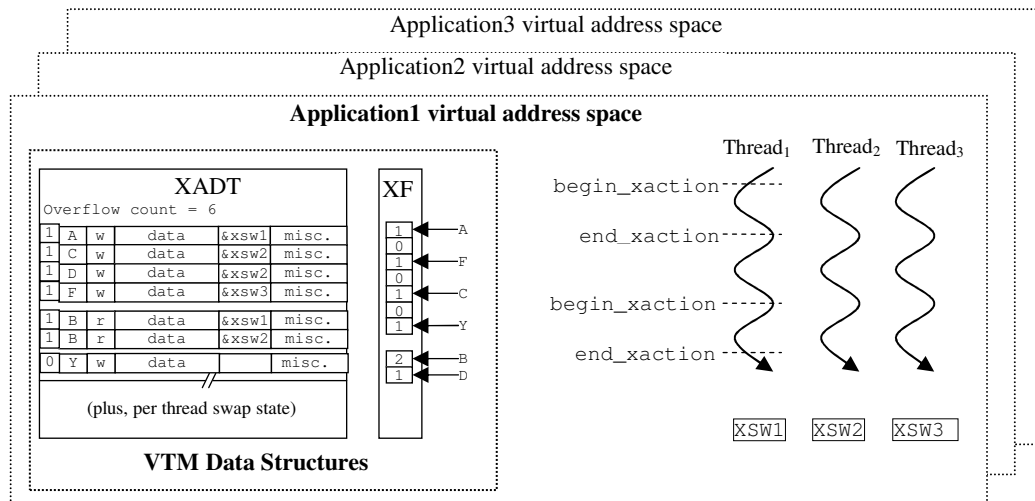 Application3 virtual address space
Application2 virtual address space
Application1 virtual address space
XADT
Overflow count = 6
1 A w data &xsw1 misc.
1 C w data &xsw2 misc.
1 D w data &xsw2 misc.
1 F w data &xsw3 misc.
1 B r data &xsw1 misc.
1 B r data &xsw2 misc.
0 Y w data misc.
(plus, per thread swap state)
XF
1 A
0
1 F
0
1 C
0
1 Y
2 B
1 D
VTM Data Structures
Thread1 Thread2 Thread3
begin_xaction
end_xaction
begin_xaction
end_xaction
XSW1 XSW2 XSW3